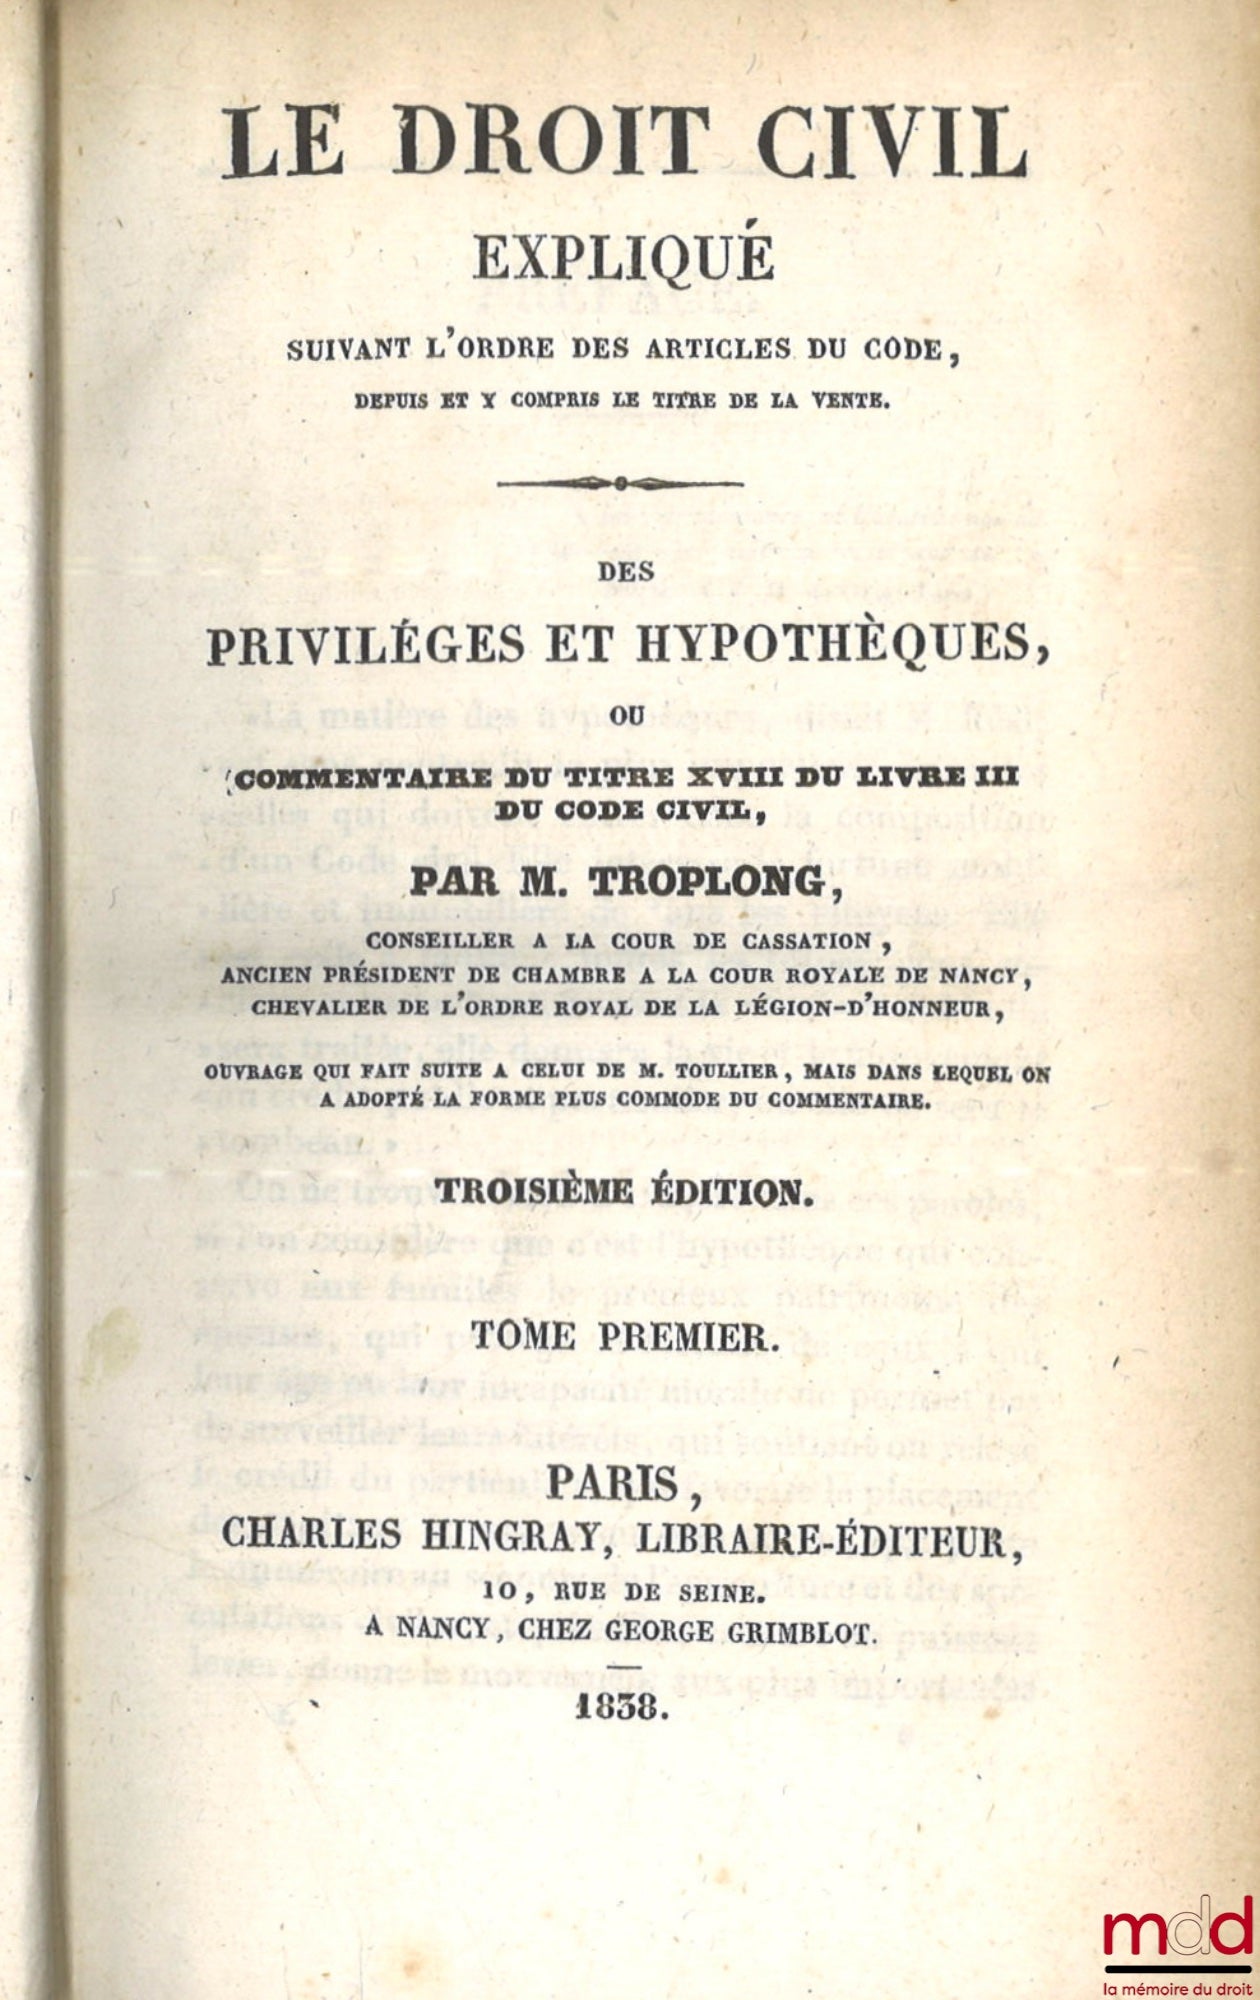 LE DROIT CIVIL
EXPLIQUÉ
SUIVANT L'ORDRE DES ARTICLES DU CODE,
DEPUIS ET Y COMPRIS LE TITRE DE LA VENTE.
DES
PRIVILÉGES ET HYPOTHÈQUES,
OU
COMMENTAIRE DU TITRE XVIII DU LIVRE III
DU CODE CIVIL,
PAR M. TROPLONG,
CONSEILLER A LA COUR DE CASSATION,
ANCIEN PRÉSIDENT DE CHAMBRE A LA COUR ROYALE DE NANCY,
CHEVALIER DE L'ORDRE ROYAL DE LA LÉGION-D'HONNEUR,
OUVRAGE QUI FAIT SUITE A CELUI DE M. TOULLIER, MAIS DANS LEQUEL ON
A ADOPTÉ LA FORME PLUS COMMODE DU COMMENTAIRE.
TROISIÈME ÉDITION.
TOME PREMIER.
PARIS,
CHARLES HINGRAY, LIBRAIRE-ÉDITEUR,
10, RUE DE SEINE.
A NANCY, CHEZ GEORGE GRIMBLOT.
1838.
mdd
la mémoire du droit